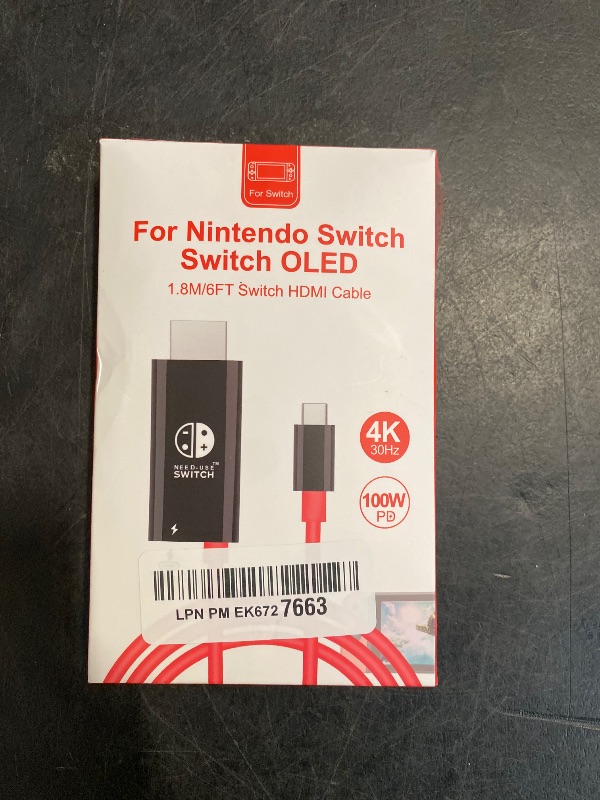 For Switch
For Nintendo Switch
Switch OLED
1.8M/6FT Switch HDMI Cable
4K
30Hz
100W
PD
NEED-USE™
SWITCH
LPN PM EK672 7663